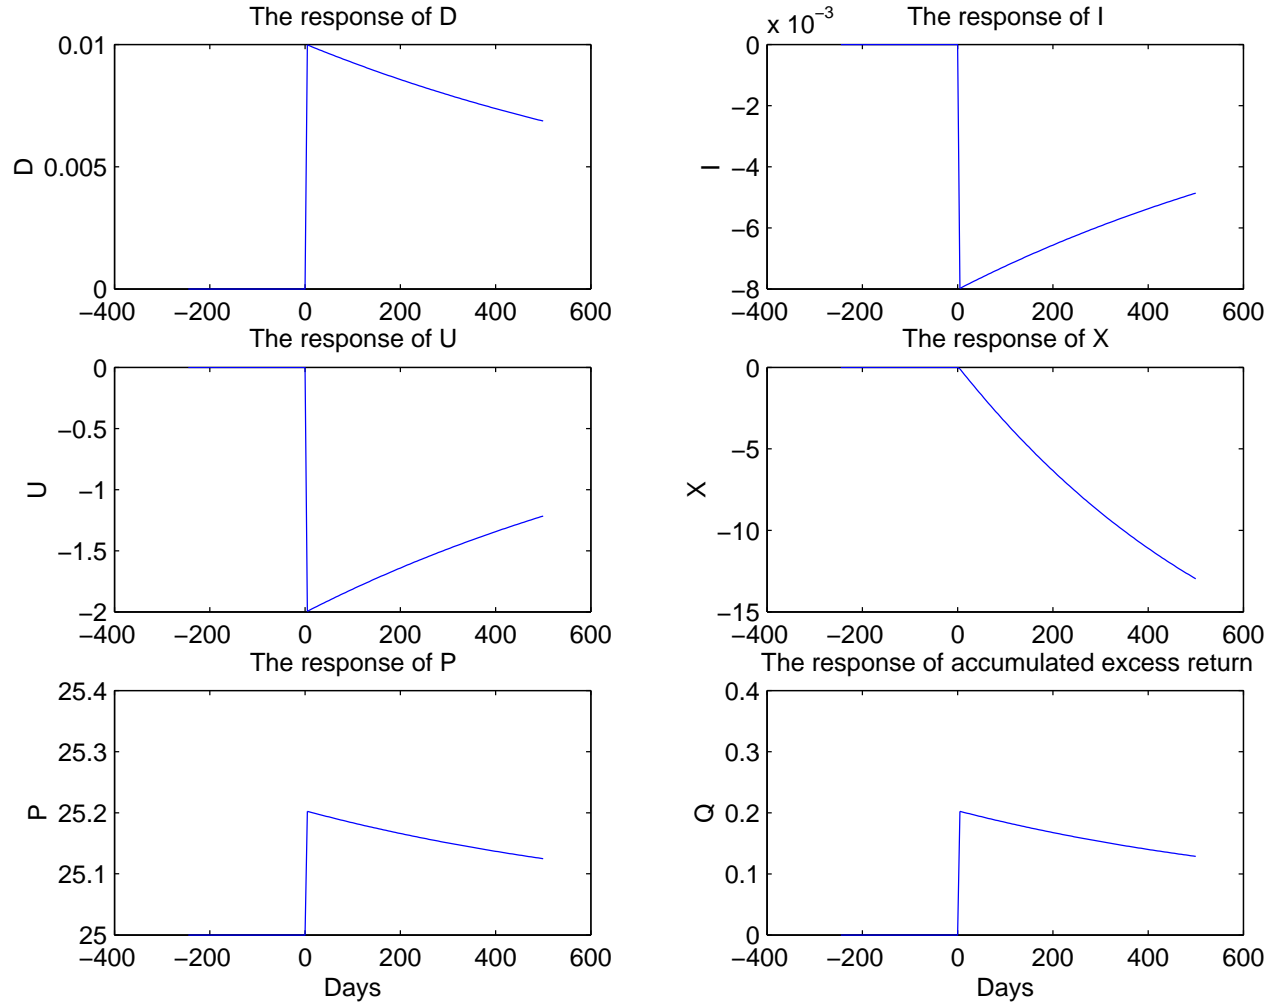 The response of D
0.01
0.005
0
D
−400 −200 0 200 400 600
The response of I
x 10−3
0
−2
−4
−6
−8
I
−400 −200 0 200 400 600
The response of U
0
−0.5
−1
−1.5
−2
U
−400 −200 0 200 400 600
The response of X
0
−5
−10
−15
X
−400 −200 0 200 400 600
The response of P
25.4
25.3
25.2
25.1
25
P
−400 −200 0 200 400 600
Days
The response of accumulated excess return
0.4
0.3
0.2
0.1
0
Q
−400 −200 0 200 400 600
Days